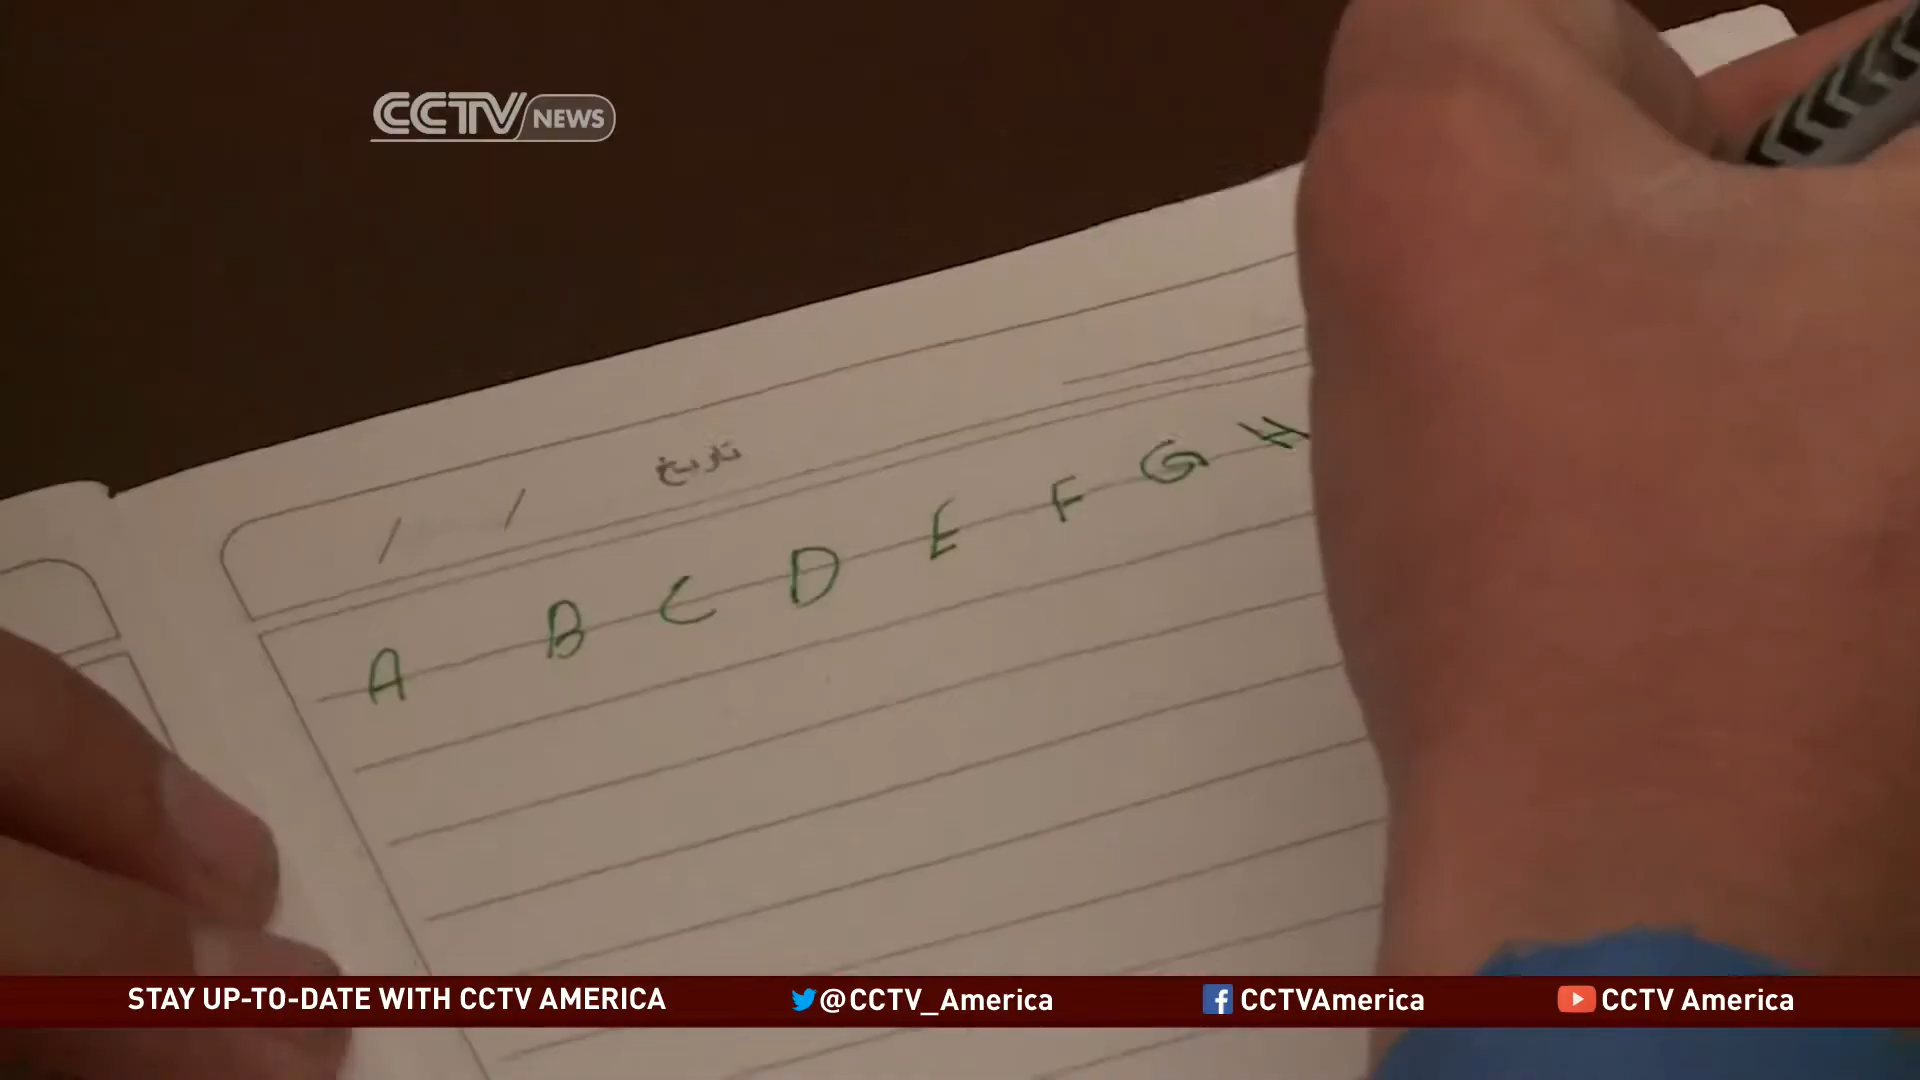 CCTV NEWS
تاريخ / /
A B C D E F G H
STAY UP-TO-DATE WITH CCTV AMERICA @CCTV_America CCTVAmerica CCTV America